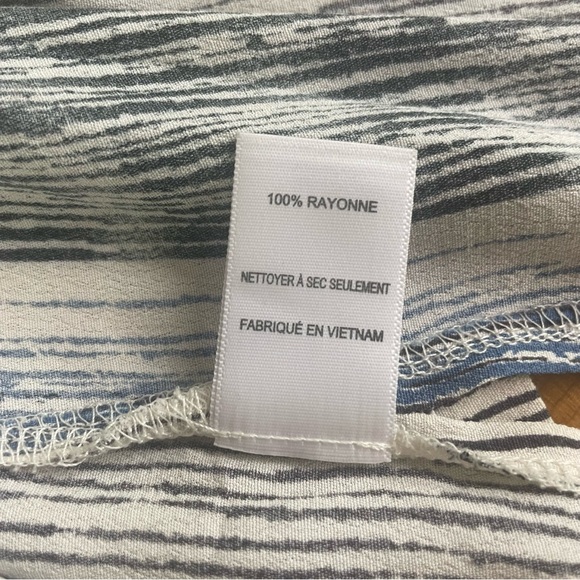 100% RAYONNE
NETTOYER À SEC SEULEMENT
FABRIQUÉ EN VIETNAM